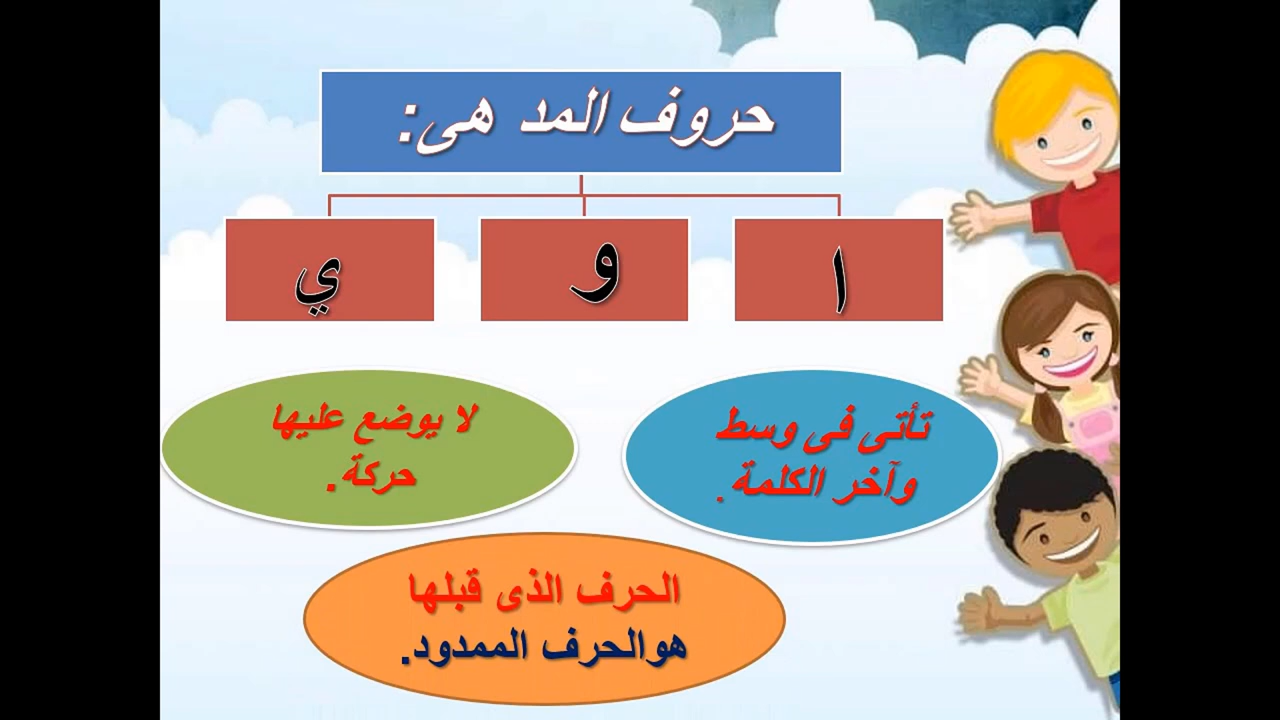 حروف المد هى:
ا
و
ي
تأتى فى وسط
وآخر الكلمة .
لا يوضع عليها
حركة .
الحرف الذى قبلها
هوالحرف الممدود.